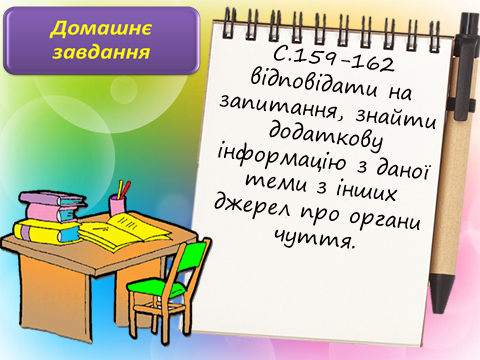 Домашнє
завдання
С.159-162
відповідати на
запитання, знайти
додаткову
інформацію з даної
теми з інших
джерел про органи
чуття.